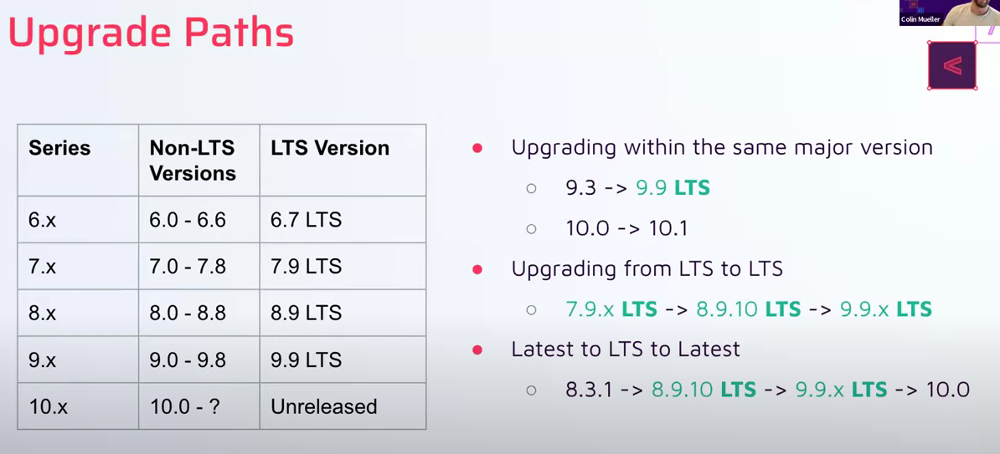 Upgrade Paths
Colin Mueller
<
Series
Non-LTS
Versions
LTS Version
6.x
6.0 - 6.6
6.7 LTS
7.x
7.0 - 7.8
7.9 LTS
8.x
8.0 - 8.8
8.9 LTS
9.x
9.0 - 9.8
9.9 LTS
10.x
10.0 - ?
Unreleased
● Upgrading within the same major version
○ 9.3 -> 9.9 LTS
○ 10.0 -> 10.1
● Upgrading from LTS to LTS
○ 7.9.x LTS -> 8.9.10 LTS -> 9.9.x LTS
● Latest to LTS to Latest
○ 8.3.1 -> 8.9.10 LTS -> 9.9.x LTS -> 10.0